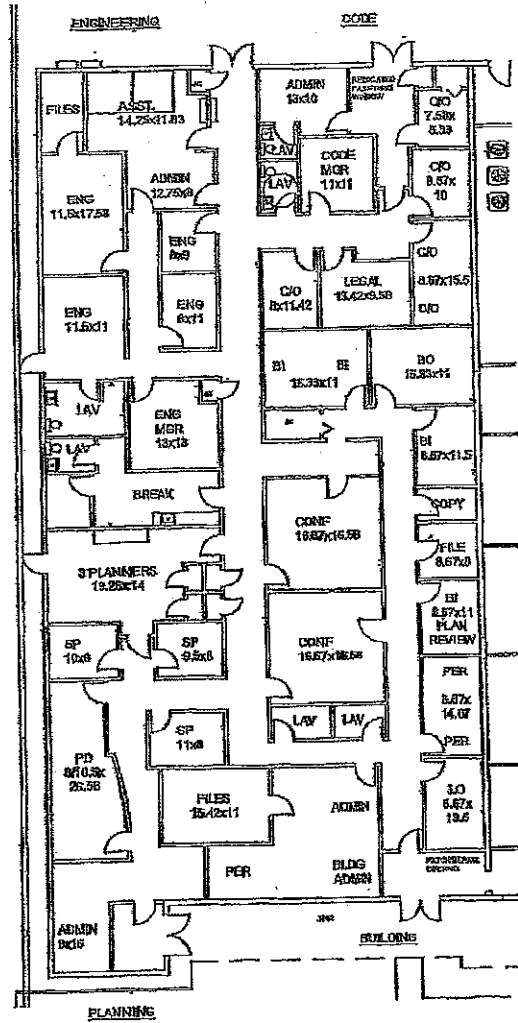 ENGINEERING
CODE
FILES
ASST.
14.25x11.83
ADMIN
13x10
C/O
7.58x
8.33
LAV
CODE
MGR
11x11
C/O
8.67x
10
ADMIN
12.75x8
LAV
ENG
11.5x17.58
ENG
8x9
C/O
8.67x15.5
C/O
C/O
8x11.42
LEGAL
13.42x9.58
ENG
8x11
ENG
11.5x11
BI
BI
16.33x11
BO
15.83x11
LAV
ENG
MGR
13x13
BI
8.67x11.5
LAV
BREAK
COPY
CONF
16.67x16.58
FILE
8.67x8
3 PLANNERS
19.25x14
BI
8.67x11
PLAN
REVIEW
SP
10x8
SP
9.5x8
CONF
16.67x16.58
PER
8.67x
14.67
PER
LAV
LAV
SP
11x8
PD
26.58
FILES
15.42x11
ADMIN
8.67x
13.5
PER
BLDG
ADMIN
ADMIN
9x16
BUILDING
PLANNING